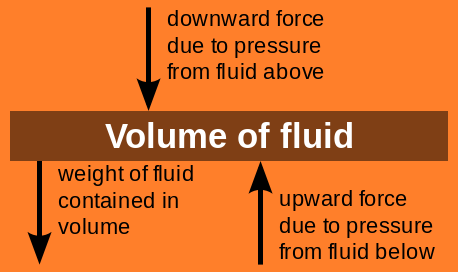 downward force
due to pressure
from fluid above
Volume of fluid
weight of fluid
contained in
volume
upward force
due to pressure
from fluid below